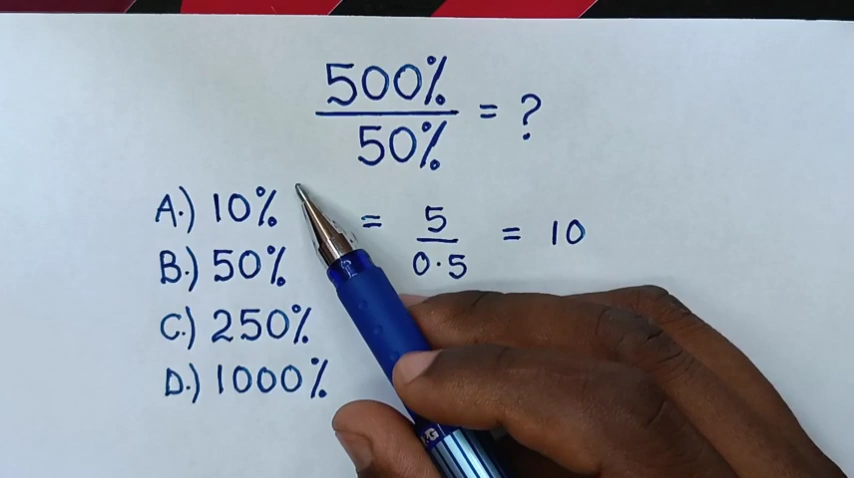 500%
50% = ?
A.) 10%
= 5
0.5 = 10
B.) 50%
C.) 250%
D.) 1000%
G